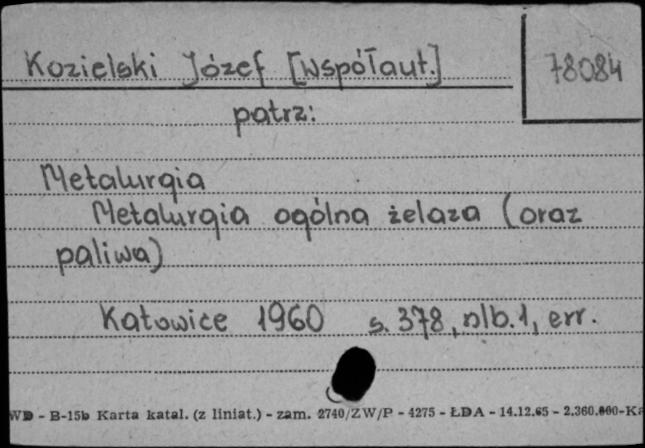 Kozielski Józef [współaut.]
78084
patrz:
Metalurgia
Metalurgia ogólna żelaza (oraz
paliwa)
Katowice 1960 s. 378, nlb. 1, err.
WD - B-15b Karta katal. (z liniat.) - zam. 2740/ZW/P - 4275 - ŁDA - 14.12.65 - 2.360.000-Ka